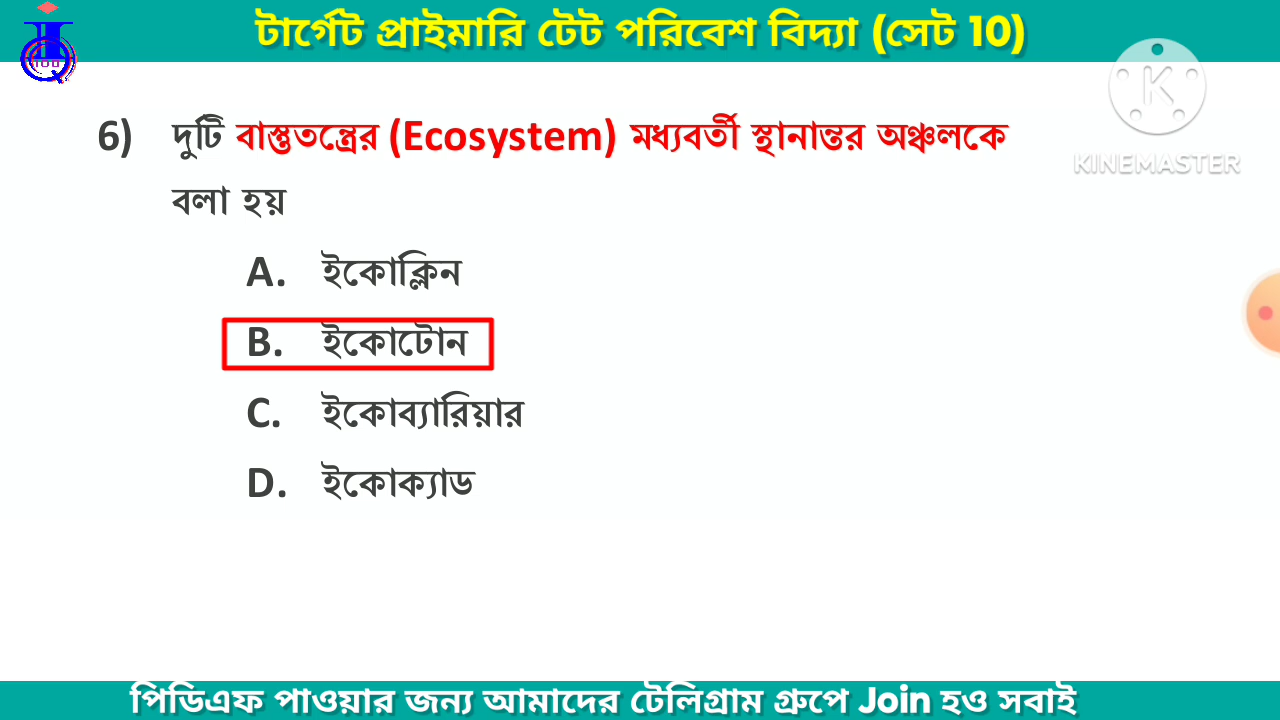 টার্গেট প্রাইমারি টেট পরিবেশ বিদ্যা (সেট 10)
6) দুটি বাস্তুতন্ত্রের (Ecosystem) মধ্যবর্তী স্থানান্তর অঞ্চলকে
বলা হয়
A. ইকোক্লিন
B. ইকোটোন
C. ইকোব্যারিয়ার
D. ইকোক্যাড
K
KINEMASTER
পিডিএফ পাওয়ার জন্য আমাদের টেলিগ্রাম গ্রুপে Join হও সবাই